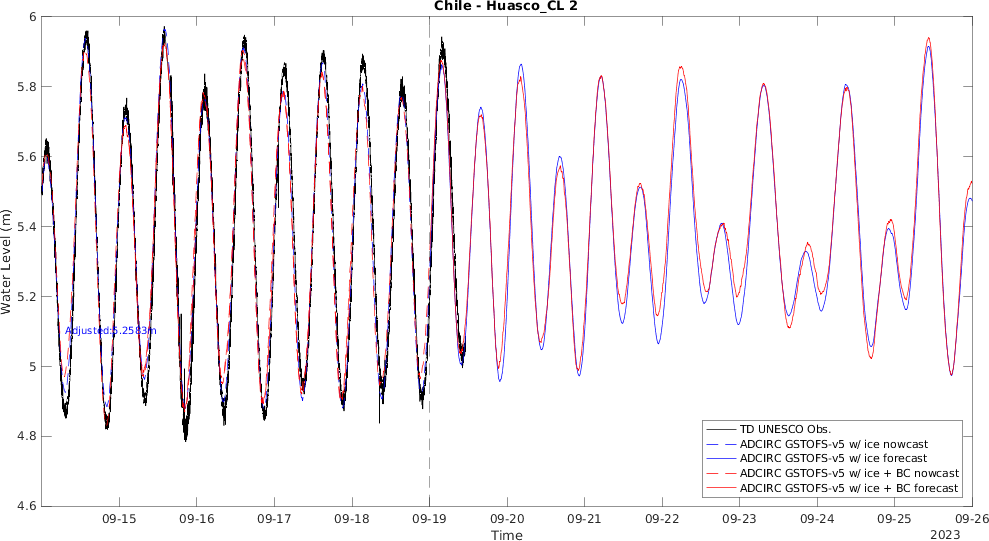 Chile - Huasco_CL 2
Water Level (m)
6
5.8
5.6
5.4
5.2
5
4.8
4.6
Adjusted:5.2583m
TD UNESCO Obs.
ADCIRC GSTOFS-v5 w/ ice nowcast
ADCIRC GSTOFS-v5 w/ ice forecast
ADCIRC GSTOFS-v5 w/ ice + BC nowcast
ADCIRC GSTOFS-v5 w/ ice + BC forecast
09-15 09-16 09-17 09-18 09-19 09-20 09-21 09-22 09-23 09-24 09-25 09-26
Time
2023